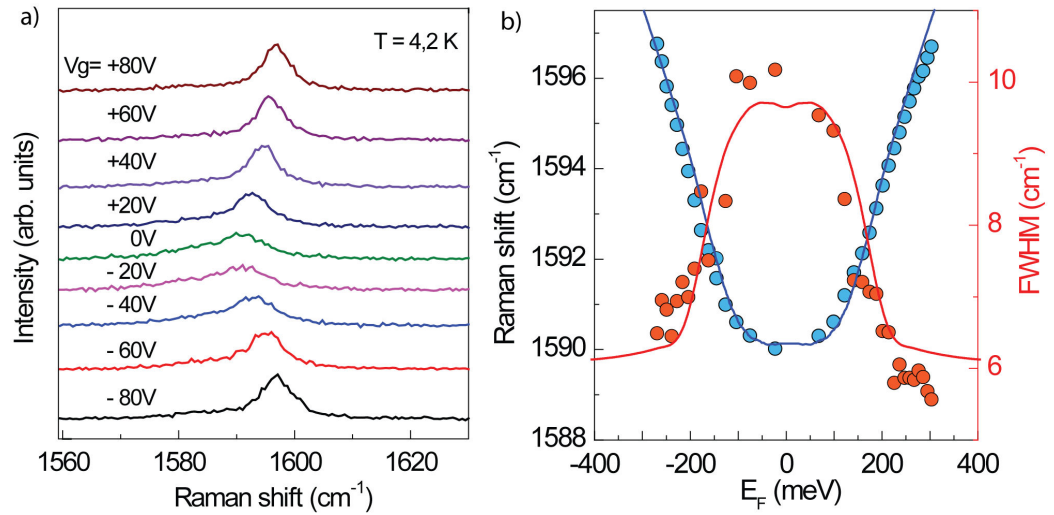 a)
T = 4,2 K
Vg= +80V
+60V
+40V
+20V
0V
- 20V
- 40V
- 60V
- 80V
Intensity (arb. units)
1560
1580
1600
1620
Raman shift (cm⁻¹)
b)
1596
1594
1592
1590
1588
Raman shift (cm⁻¹)
10
8
6
FWHM (cm⁻¹)
-400
-200
0
200
400
E_F (meV)